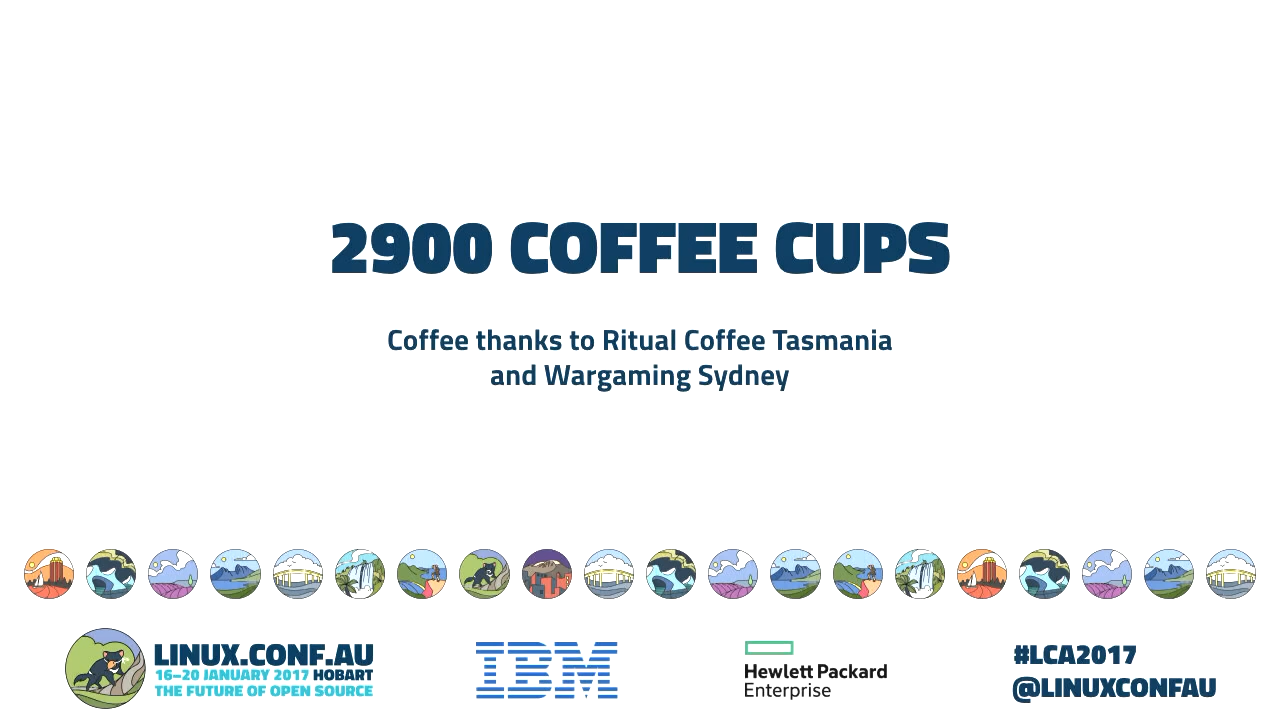 2900 COFFEE CUPS
Coffee thanks to Ritual Coffee Tasmania
and Wargaming Sydney
LINUX.CONF.AU
16–20 JANUARY 2017 HOBART
THE FUTURE OF OPEN SOURCE
IBM
Hewlett Packard
Enterprise
#LCA2017
@LINUXCONFAU